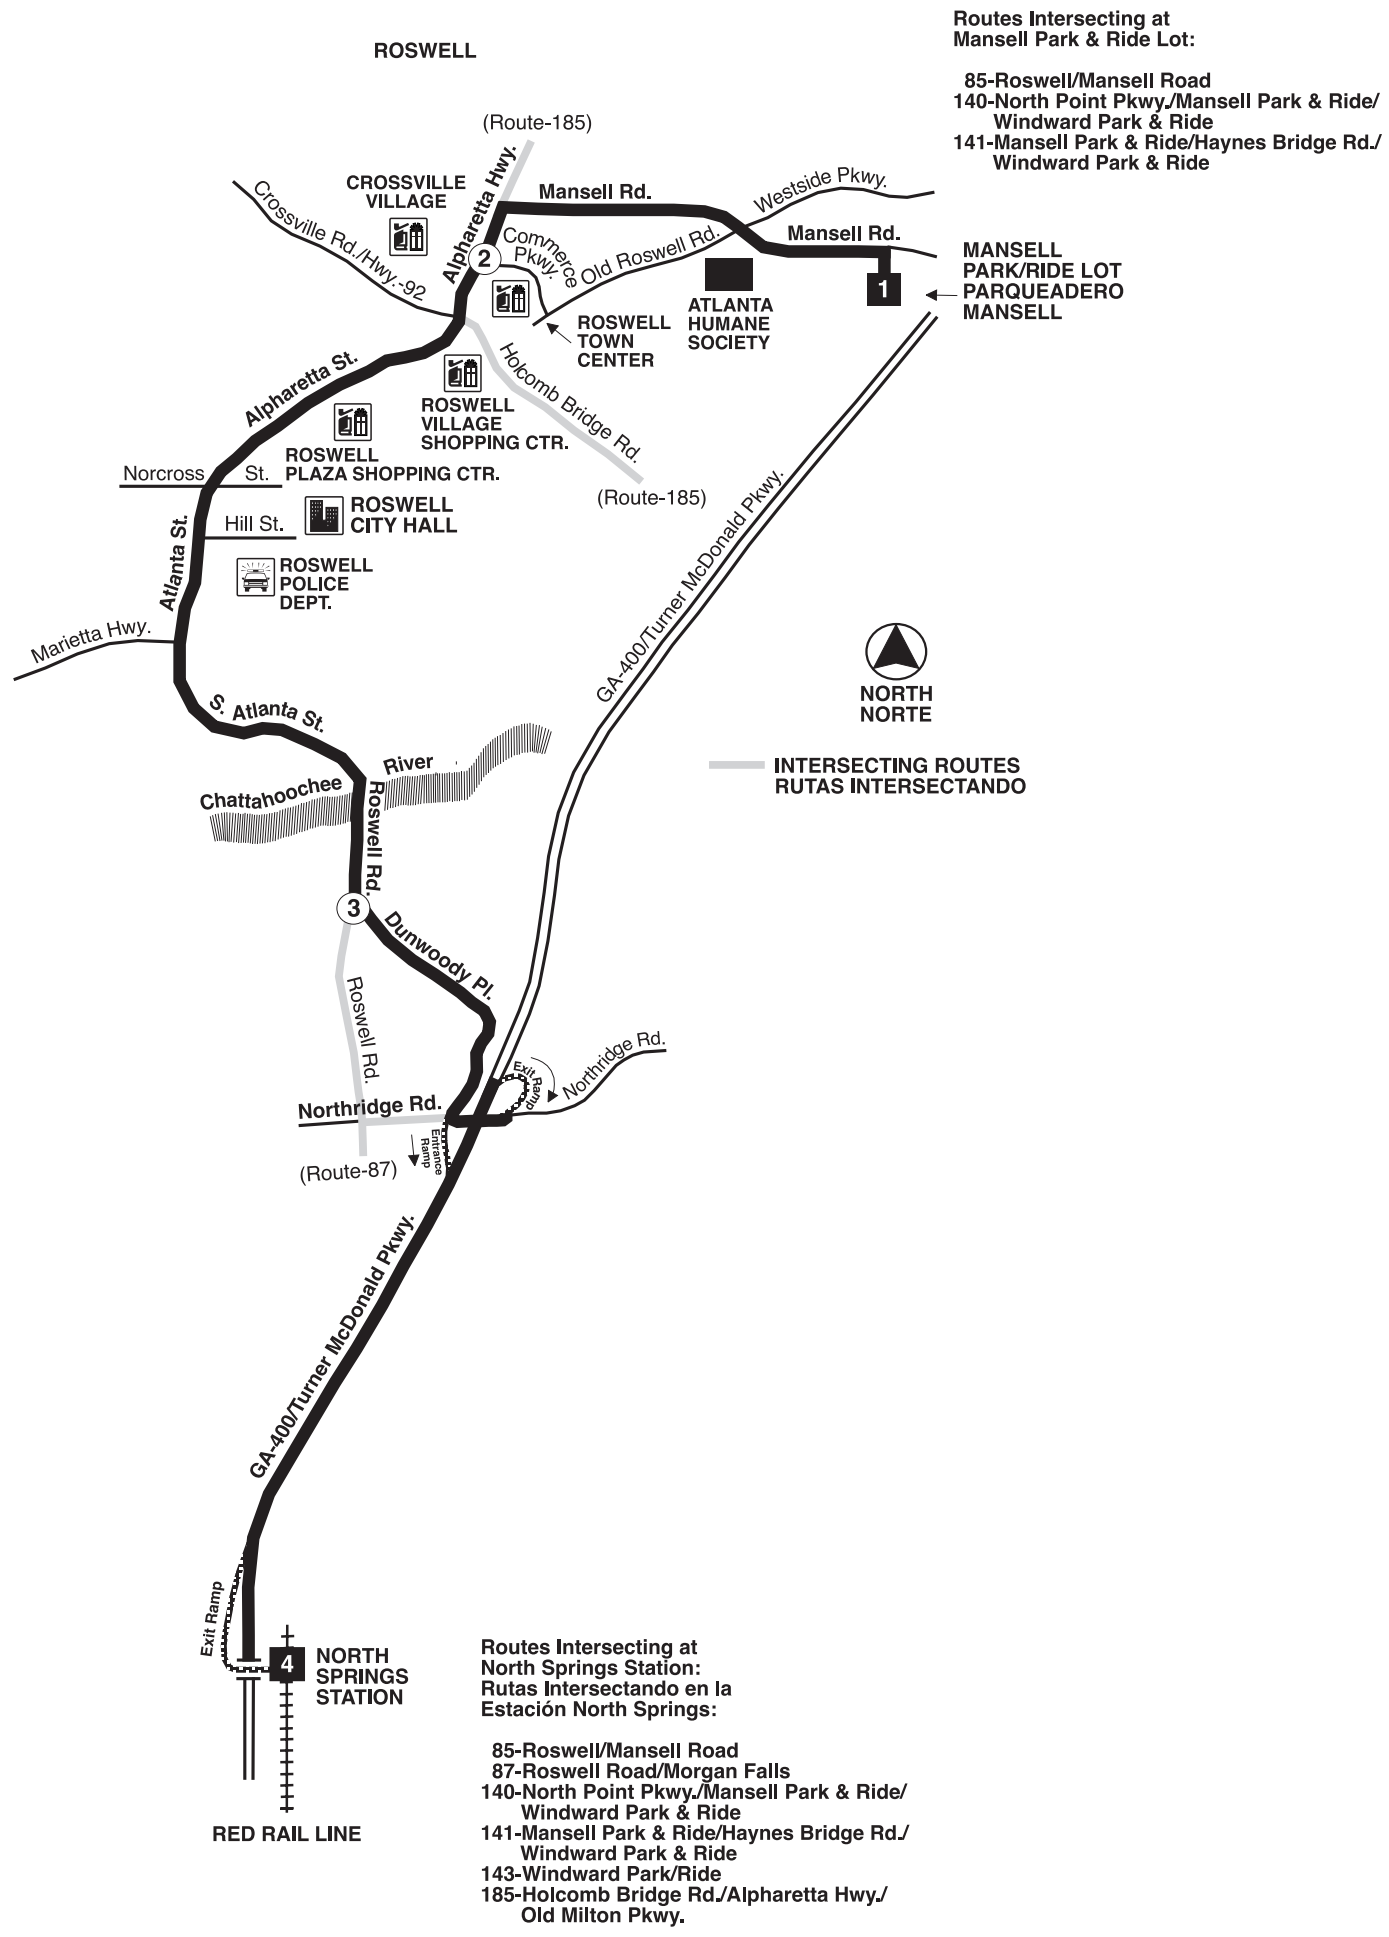 Routes Intersecting at
Mansell Park & Ride Lot:
85-Roswell/Mansell Road
140-North Point Pkwy./Mansell Park & Ride/
Windward Park & Ride
141-Mansell Park & Ride/Haynes Bridge Rd./
Windward Park & Ride
ROSWELL
(Route-185)
CROSSVILLE
VILLAGE
Alpharetta Hwy.
Mansell Rd.
Westside Pkwy.
Crossville Rd./Hwy.-92
2
Commerce
Pkwy.
Old Roswell Rd.
Mansell Rd.
1
MANSELL
PARK/RIDE LOT
PARQUEADERO
MANSELL
ATLANTA
HUMANE
SOCIETY
ROSWELL
TOWN
CENTER
Alpharetta St.
Holcomb Bridge Rd.
ROSWELL
VILLAGE
SHOPPING CTR.
ROSWELL
PLAZA SHOPPING CTR.
Norcross St.
(Route-185)
ROSWELL
CITY HALL
Hill St.
Atlanta St.
ROSWELL
POLICE
DEPT.
Marietta Hwy.
GA-400/Turner McDonald Pkwy.
NORTH
NORTE
S. Atlanta St.
INTERSECTING ROUTES
RUTAS INTERSECTANDO
Chattahoochee River
Roswell Rd.
3
Dunwoody Pl.
Roswell Rd.
Exit Ramp
Northridge Rd.
Northridge Rd.
Entrance
Ramp
(Route-87)
GA-400/Turner McDonald Pkwy.
Exit Ramp
4
NORTH
SPRINGS
STATION
RED RAIL LINE
Routes Intersecting at
North Springs Station:
Rutas Intersectando en la
Estación North Springs:
85-Roswell/Mansell Road
87-Roswell Road/Morgan Falls
140-North Point Pkwy./Mansell Park & Ride/
Windward Park & Ride
141-Mansell Park & Ride/Haynes Bridge Rd./
Windward Park & Ride
143-Windward Park/Ride
185-Holcomb Bridge Rd./Alpharetta Hwy./
Old Milton Pkwy.